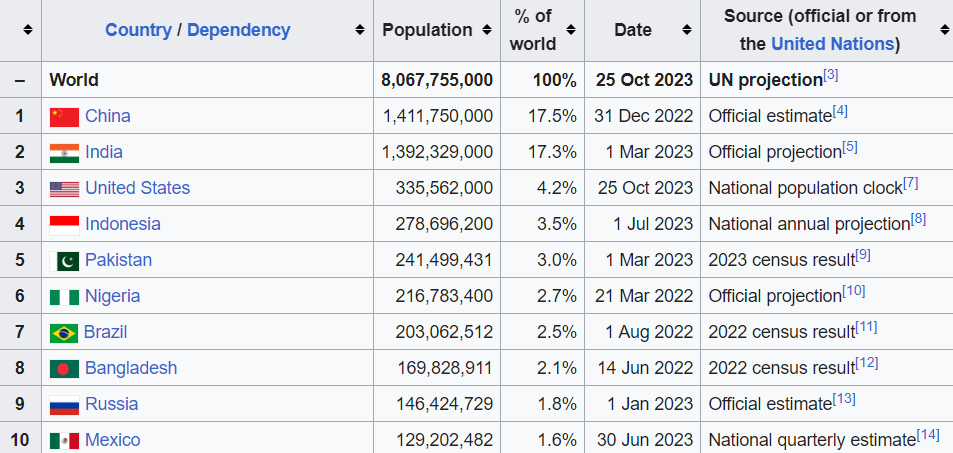 Country / Dependency Population % of world Date Source (official or from the United Nations)
– World 8,067,755,000 100% 25 Oct 2023 UN projection[3]
1 China 1,411,750,000 17.5% 31 Dec 2022 Official estimate[4]
2 India 1,392,329,000 17.3% 1 Mar 2023 Official projection[5]
3 United States 335,562,000 4.2% 25 Oct 2023 National population clock[7]
4 Indonesia 278,696,200 3.5% 1 Jul 2023 National annual projection[8]
5 Pakistan 241,499,431 3.0% 1 Mar 2023 2023 census result[9]
6 Nigeria 216,783,400 2.7% 21 Mar 2022 Official projection[10]
7 Brazil 203,062,512 2.5% 1 Aug 2022 2022 census result[11]
8 Bangladesh 169,828,911 2.1% 14 Jun 2022 2022 census result[12]
9 Russia 146,424,729 1.8% 1 Jan 2023 Official estimate[13]
10 Mexico 129,202,482 1.6% 30 Jun 2023 National quarterly estimate[14]